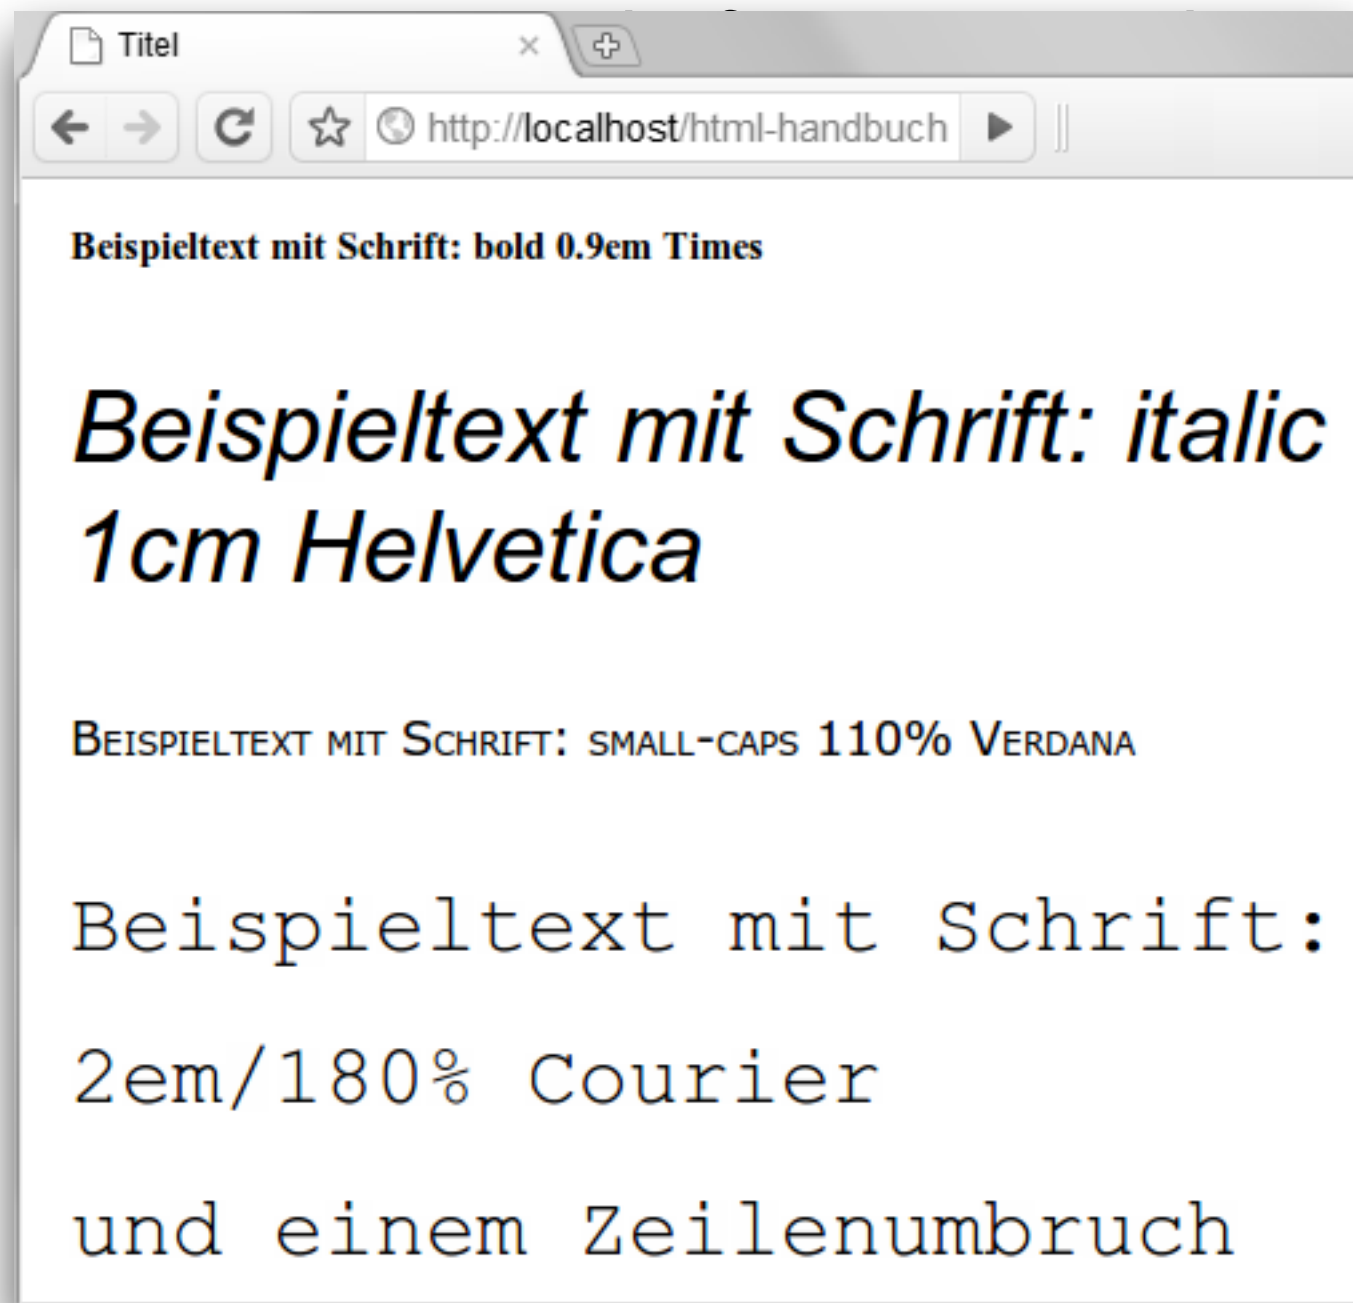 Titel
http://localhost/html-handbuch
Beispieltext mit Schrift: bold 0.9em Times
Beispieltext mit Schrift: italic
1cm Helvetica
Beispieltext mit Schrift: small-caps 110% Verdana
Beispieltext mit Schrift:
2em/180% Courier
und einem Zeilenumbruch